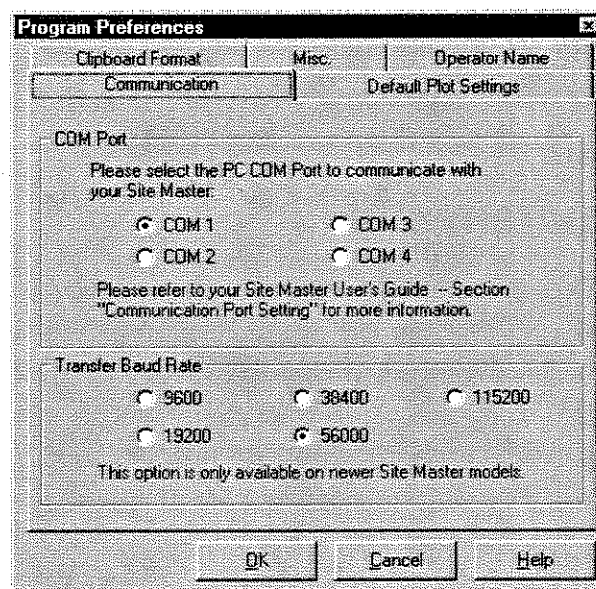 Program Preferences
Clipboard Format Misc. Operator Name
Communication Default Plot Settings
COM Port
Please select the PC COM Port to communicate with
your Site Master:
COM 1 COM 3
COM 2 COM 4
Please refer to your Site Master User's Guide -- Section
"Communication Port Setting" for more information.
Transfer Baud Rate
9600 38400 115200
19200 56000
This option is only available on newer Site Master models.
OK Cancel Help